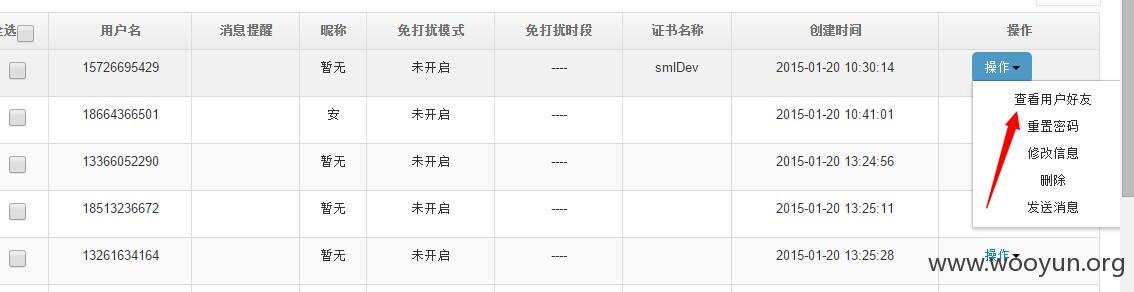 全选 用户名 消息提醒 昵称 免打扰模式 免打扰时段 证书名称 创建时间 操作
15726695429 暂无 未开启 ---- smlDev 2015-01-20 10:30:14 操作
查看用户好友
18664366501 安 未开启 ---- 2015-01-20 10:41:01
重置密码
13366052290 暂无 未开启 ---- 2015-01-20 13:24:56 修改信息
删除
18513236672 暂无 未开启 ---- 2015-01-20 13:25:11 发送消息
13261634164 暂无 未开启 ---- 2015-01-20 13:25:28 操作
www.wooyun.org